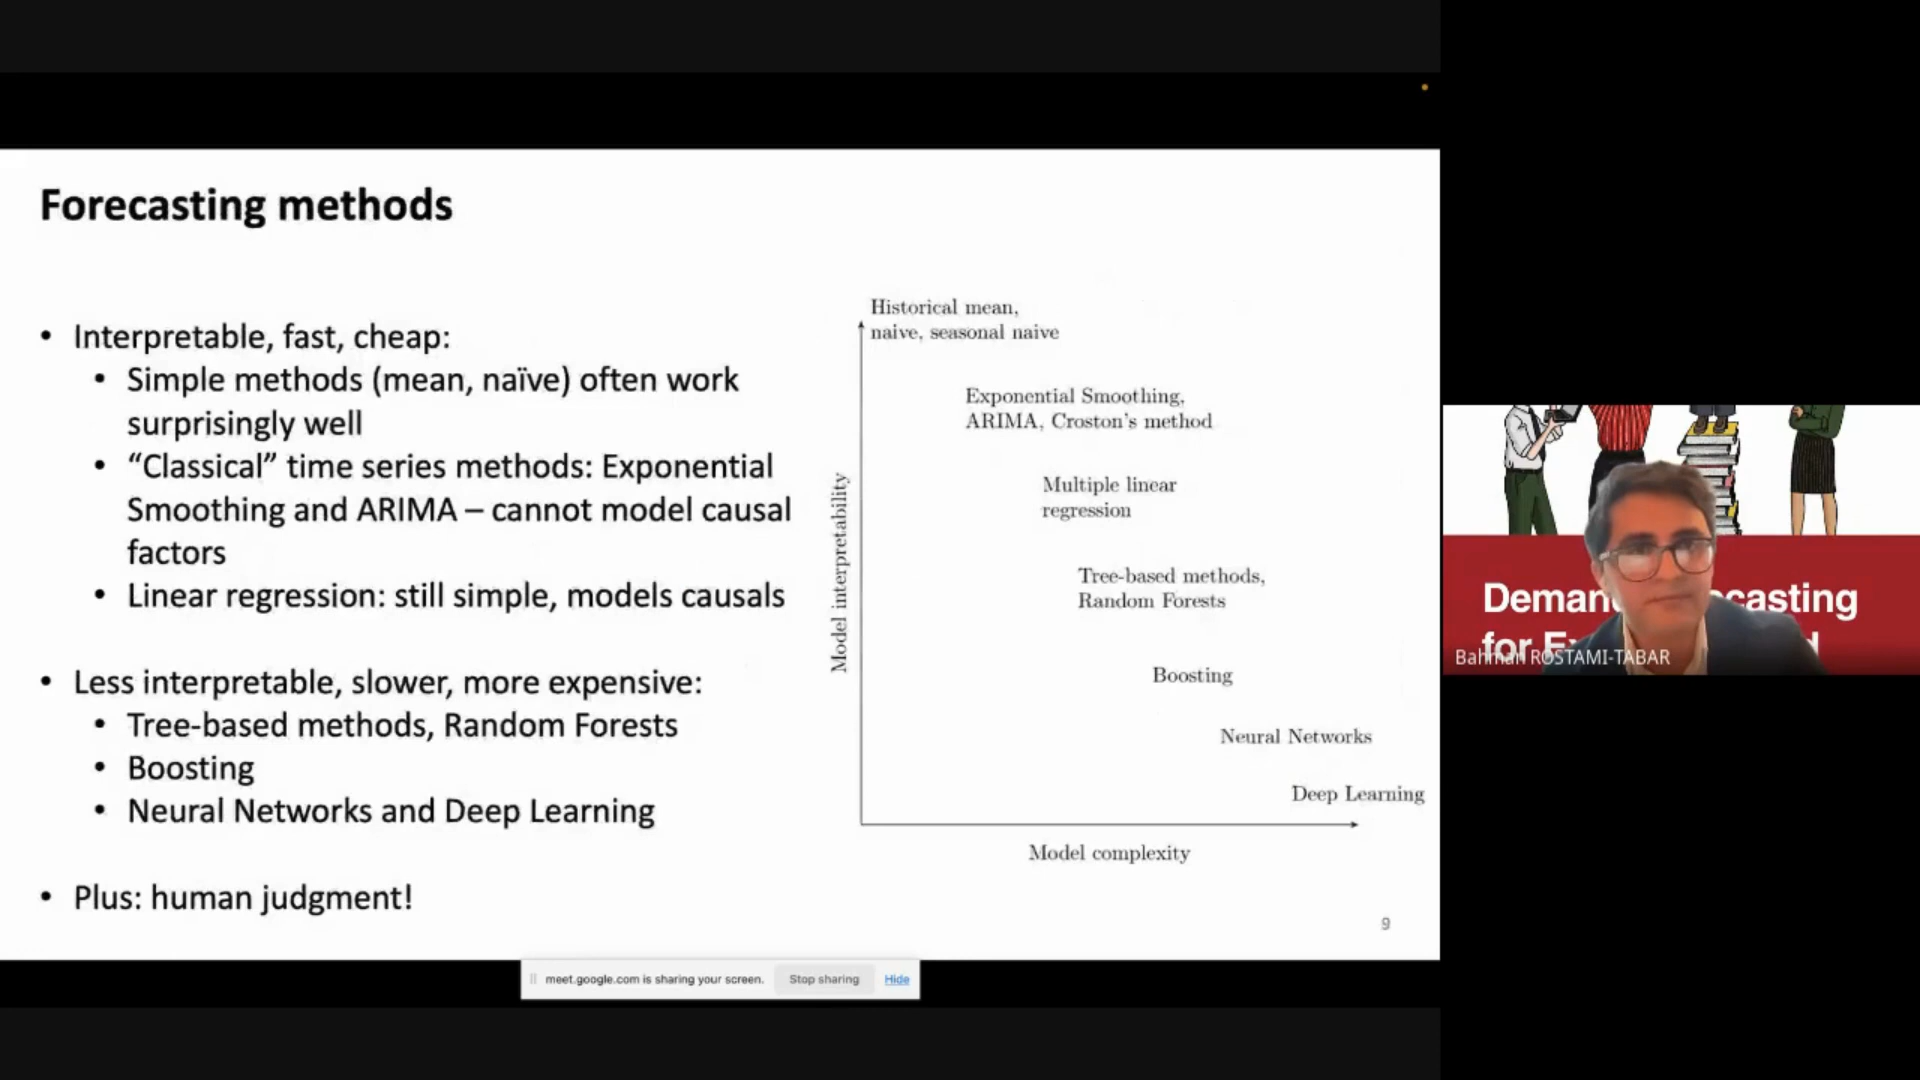 Forecasting methods
• Interpretable, fast, cheap:
• Simple methods (mean, naïve) often work
surprisingly well
• “Classical” time series methods: Exponential
Smoothing and ARIMA – cannot model causal
factors
• Linear regression: still simple, models causals
• Less interpretable, slower, more expensive:
• Tree-based methods, Random Forests
• Boosting
• Neural Networks and Deep Learning
• Plus: human judgment!
Historical mean,
naive, seasonal naive
Exponential Smoothing,
ARIMA, Croston’s method
Multiple linear
regression
Tree-based methods,
Random Forests
Boosting
Neural Networks
Deep Learning
Model interpretability
Model complexity
9
meet.google.com is sharing your screen. Stop sharing Hide
for
Bahman ROSTAMI-TABAR